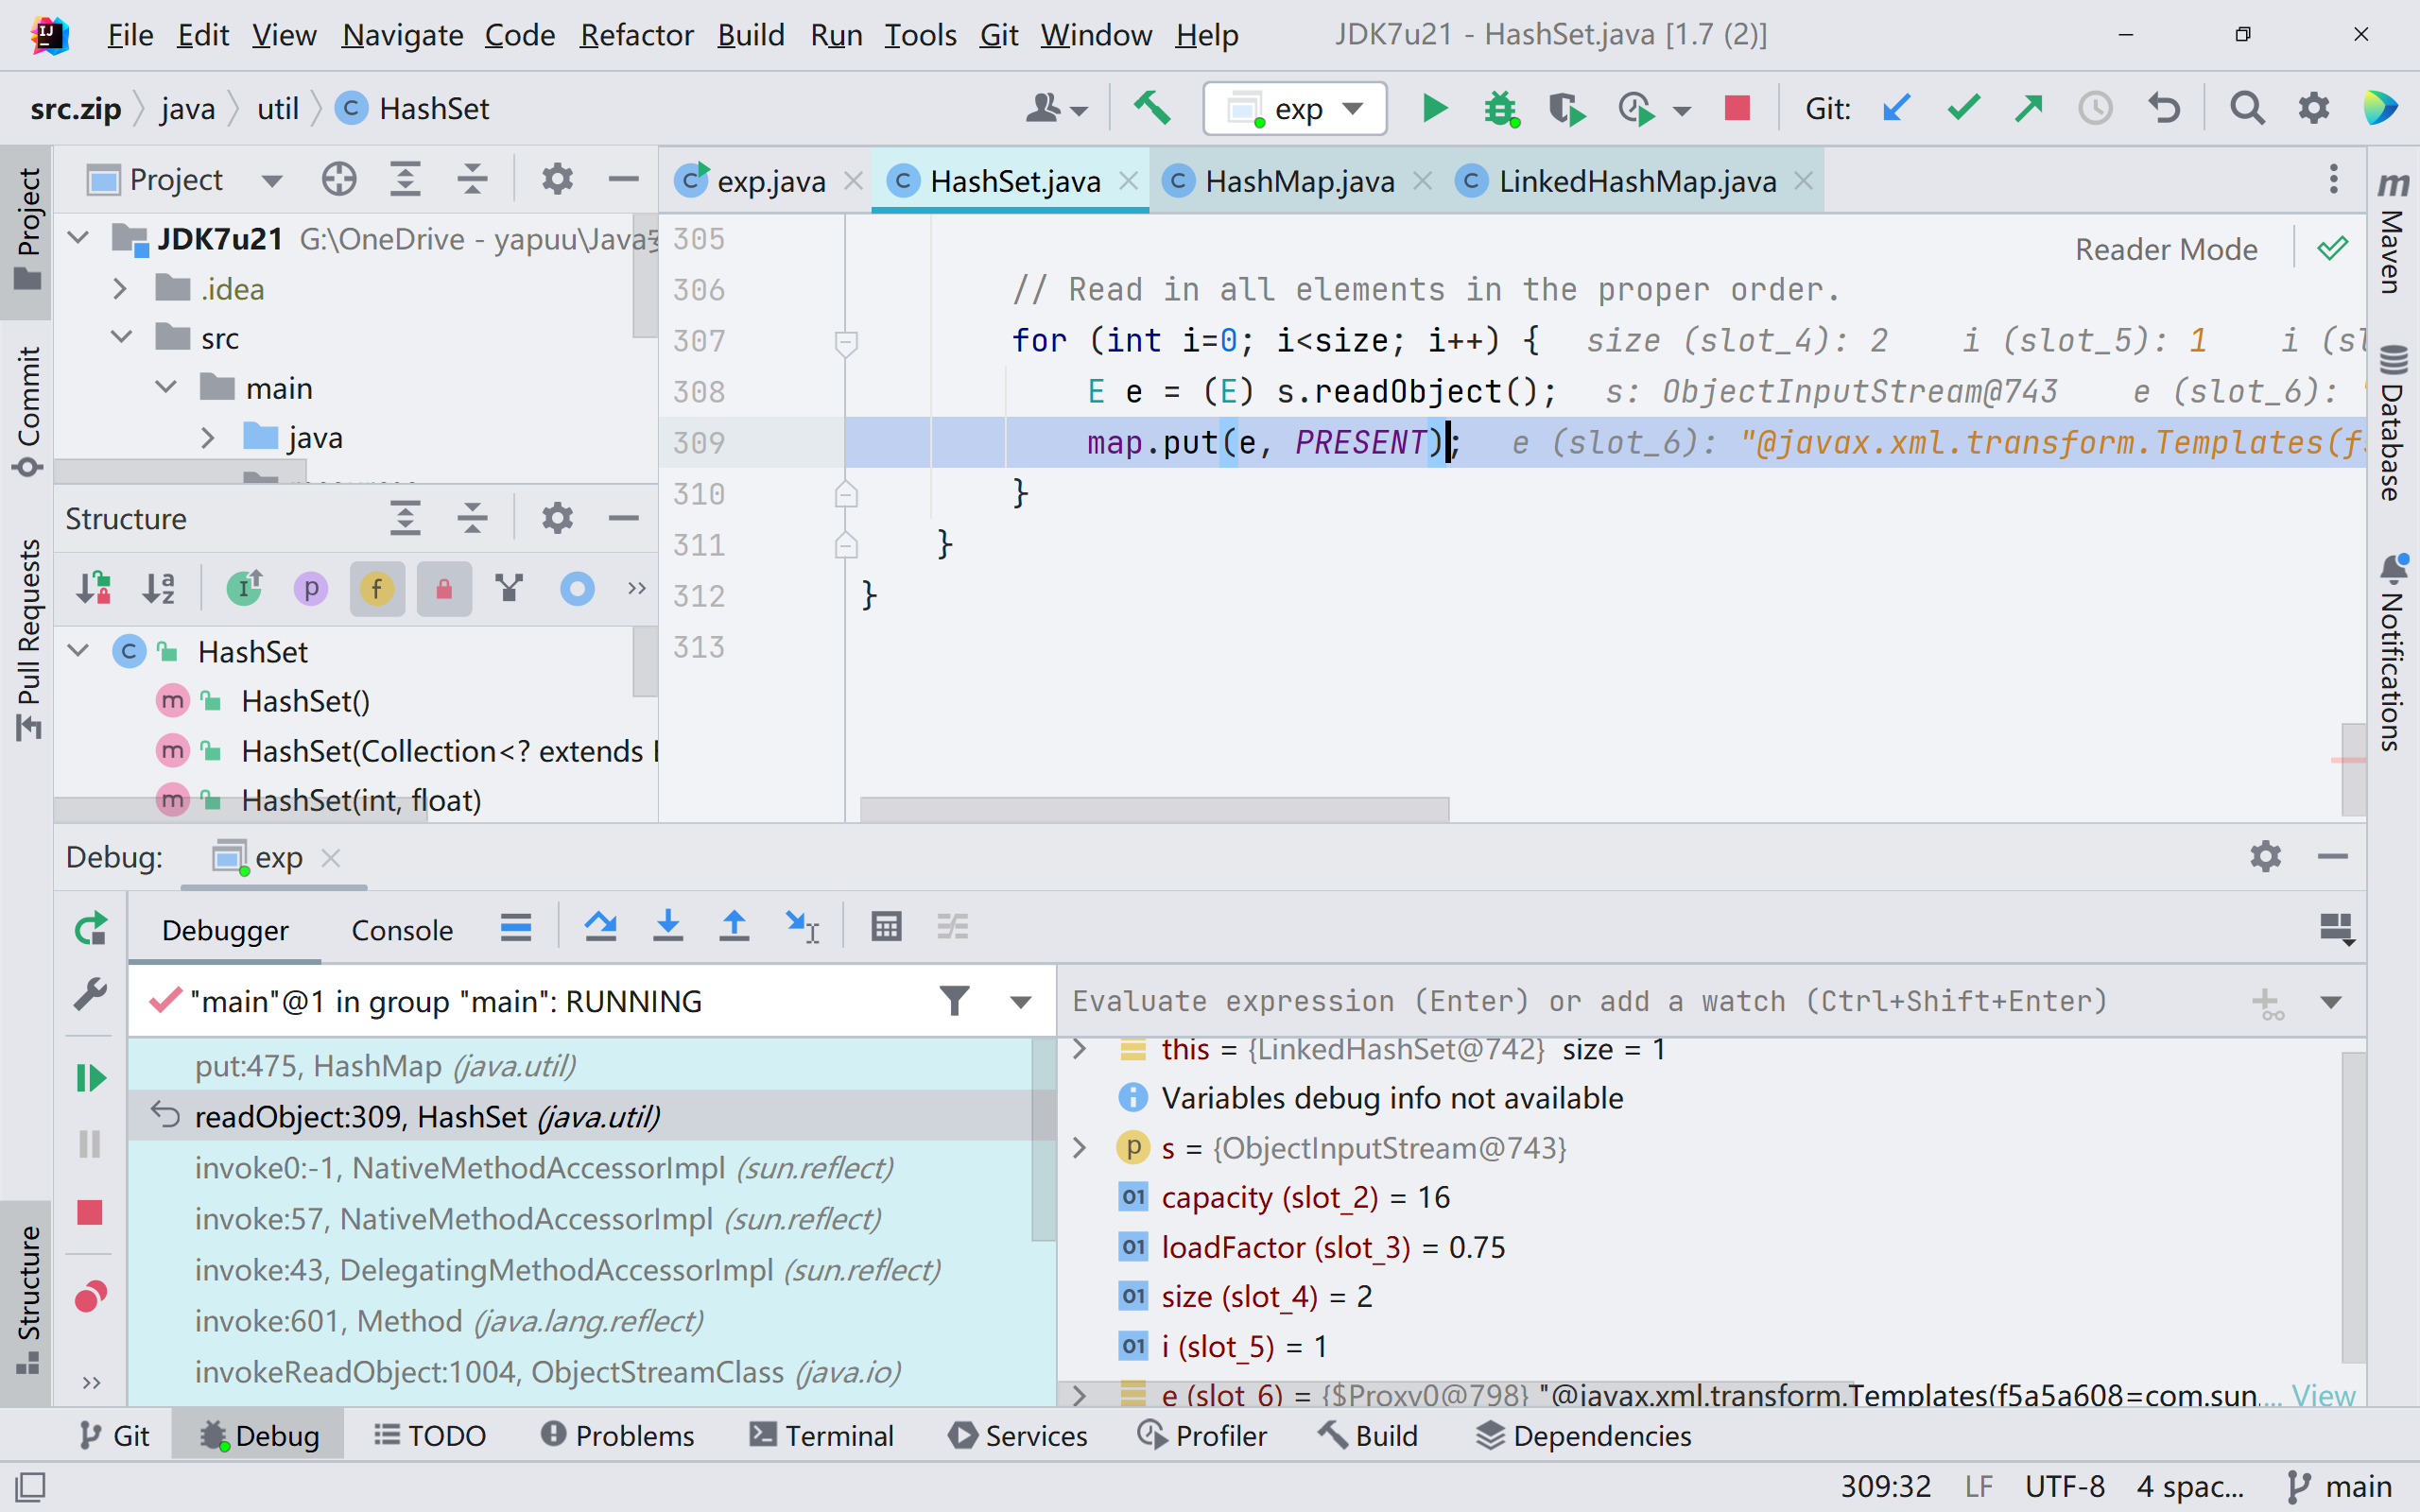 File Edit View Navigate Code Refactor Build Run Tools Git Window Help JDK7u21 - HashSet.java [1.7 (2)]
src.zip java util C HashSet exp Git:
Project
Commit
Pull Requests
Structure
Project
JDK7u21 G:\OneDrive - yapuu\Java
.idea
src
main
java
Structure
HashSet
HashSet()
HashSet(Collection<? extends
HashSet(int, float)
exp.java HashSet.java HashMap.java LinkedHashMap.java
Reader Mode
305
306 // Read in all elements in the proper order.
307 for (int i=0; i<size; i++) { size (slot_4): 2 i (slot_5): 1 i (sl
308 E e = (E) s.readObject(); s: ObjectInputStream@743 e (slot_6):
309 map.put(e, PRESENT); e (slot_6): "@javax.xml.transform.Templates(f
310 }
311 }
312 }
313
Maven
Database
Notifications
Debug: exp
Debugger Console
"main"@1 in group "main": RUNNING
put:475, HashMap (java.util)
readObject:309, HashSet (java.util)
invoke0:-1, NativeMethodAccessorImpl (sun.reflect)
invoke:57, NativeMethodAccessorImpl (sun.reflect)
invoke:43, DelegatingMethodAccessorImpl (sun.reflect)
invoke:601, Method (java.lang.reflect)
invokeReadObject:1004, ObjectStreamClass (java.io)
Evaluate expression (Enter) or add a watch (Ctrl+Shift+Enter)
this = {LinkedHashSet@742} size = 1
Variables debug info not available
s = {ObjectInputStream@743}
capacity (slot_2) = 16
loadFactor (slot_3) = 0.75
size (slot_4) = 2
i (slot_5) = 1
e (slot_6) = {$Proxy0@798} "@javax.xml.transform.Templates(f5a5a608=com.sun.... View
Git Debug TODO Problems Terminal Services Profiler Build Dependencies
309:32 LF UTF-8 4 spac... main